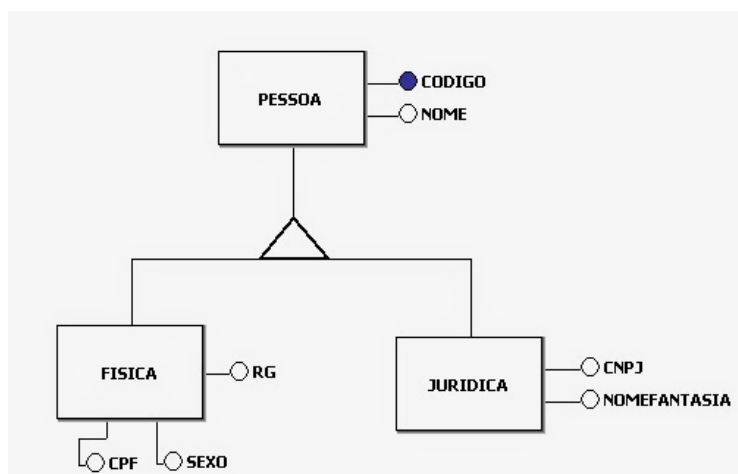 PESSOA
CODIGO
NOME
FISICA
RG
CPF
SEXO
JURIDICA
CNPJ
NOMEFANTASIA